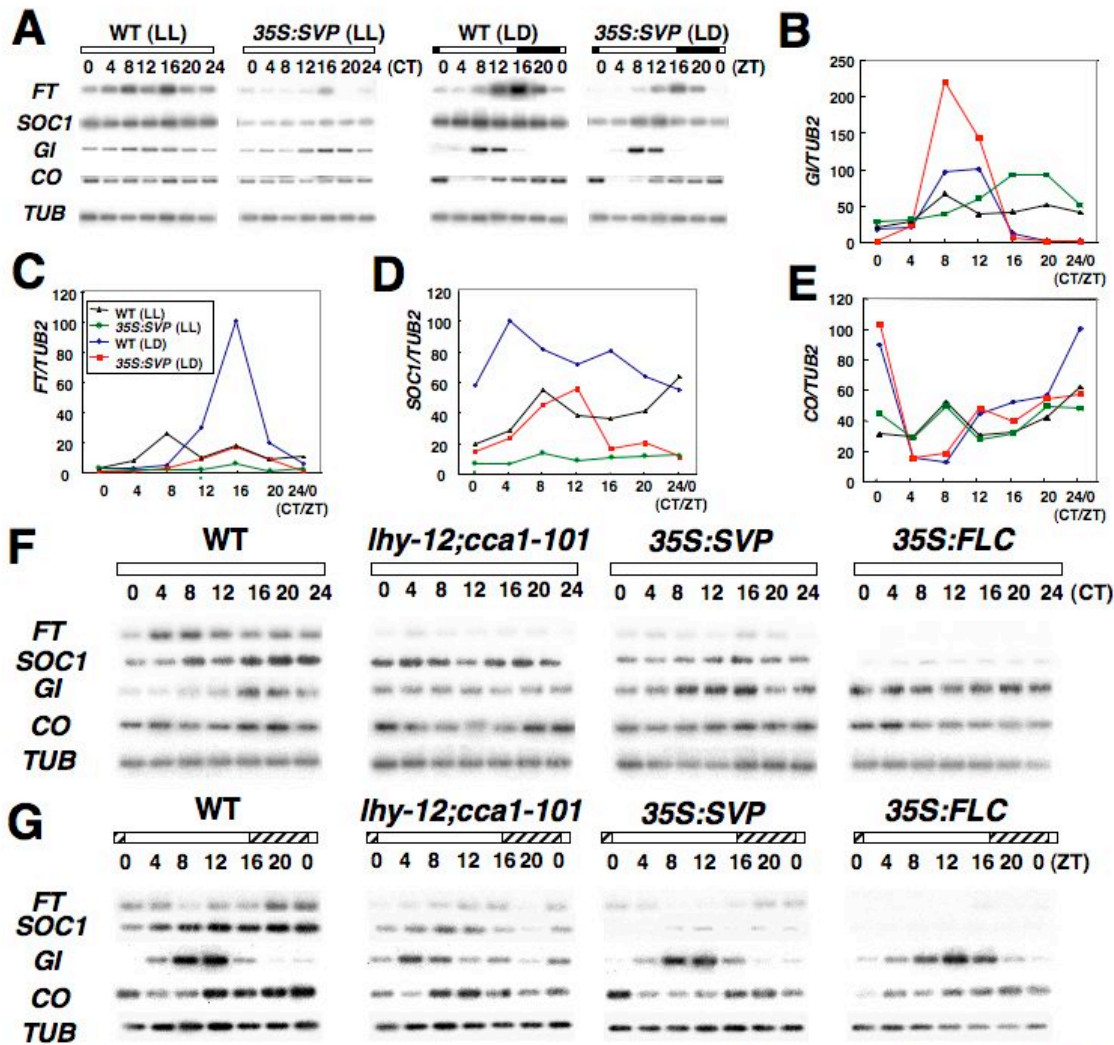 A
WT (LL) 35S:SVP (LL) WT (LD) 35S:SVP (LD)
0 4 8 12 16 20 24 0 4 8 12 16 20 24 (CT) 0 4 8 12 16 20 0 0 4 8 12 16 20 0 (ZT)
FT
SOC1
GI
CO
TUB
B
GI/TUB2
250
200
150
100
50
0
0 4 8 12 16 20 24/0
(CT/ZT)
C
FT/TUB2
120
100
80
60
40
20
0
WT (LL)
35S:SVP (LL)
WT (LD)
35S:SVP (LD)
0 4 8 12 16 20 24/0
(CT/ZT)
D
SOC1/TUB2
120
100
80
60
40
20
0
0 4 8 12 16 20 24/0
(CT/ZT)
E
CO/TUB2
120
100
80
60
40
20
0
0 4 8 12 16 20 24/0
(CT/ZT)
F
WT lhy-12;cca1-101 35S:SVP 35S:FLC
0 4 8 12 16 20 24 0 4 8 12 16 20 24 0 4 8 12 16 20 24 0 4 8 12 16 20 24 (CT)
FT
SOC1
GI
CO
TUB
G
WT lhy-12;cca1-101 35S:SVP 35S:FLC
0 4 8 12 16 20 0 0 4 8 12 16 20 0 0 4 8 12 16 20 0 0 4 8 12 16 20 0 (ZT)
FT
SOC1
GI
CO
TUB